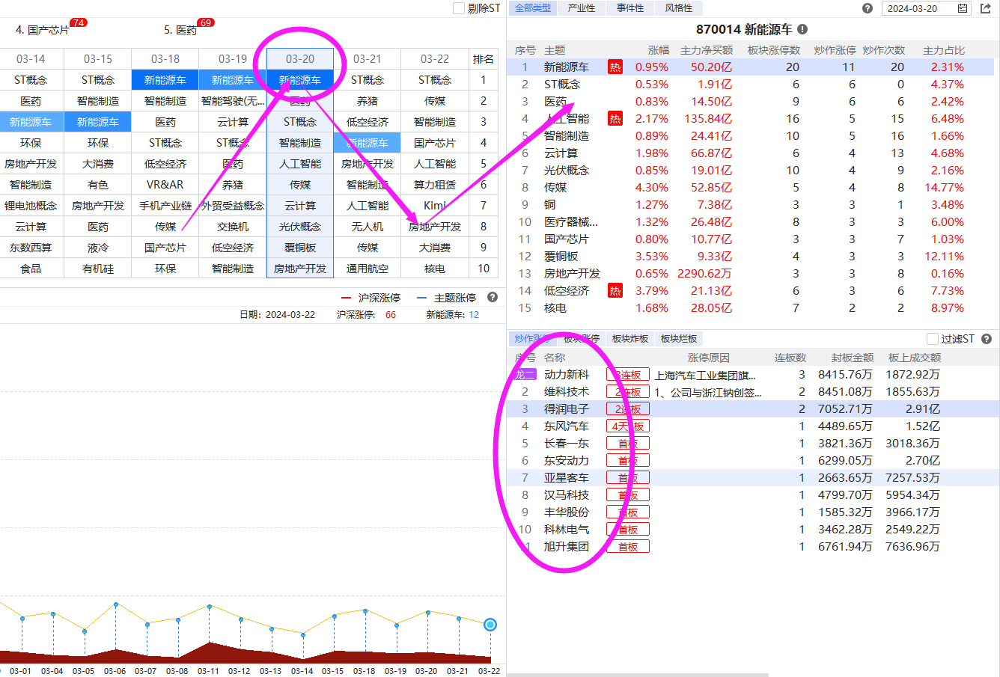 剔除ST
全部类型 产业性 事件性 风格性 ? 2024-03-20
4. 国产芯片 74 5. 医药 69
870014 新能源车 !
03-14 03-15 03-18 03-19 03-20 03-21 03-22 排名
ST概念 ST概念 新能源车 新能源车 新能源车 ST概念 ST概念 1
医药 智能制造 智能制造 智能驾驶(无... 医药 养猪 传媒 2
新能源车 新能源车 医药 云计算 ST概念 低空经济 智能制造 3
环保 环保 ST概念 ST概念 智能制造 新能源车 国产芯片 4
房地产开发 大消费 低空经济 医药 人工智能 房地产开发 人工智能 5
智能制造 有色 VR&AR 养猪 传媒 智能制造 算力租赁 6
锂电池概念 房地产开发 手机产业链 外贸受益概念 云计算 人工智能 Kimi 7
云计算 医药 传媒 交换机 光伏概念 无人机 房地产开发 8
东数西算 液冷 国产芯片 低空经济 覆铜板 传媒 大消费 9
食品 有机硅 环保 智能制造 房地产开发 通用航空 核电 10
序号 主题 涨幅 主力净买额 板块涨停数 炒作涨停 炒作次数 主力占比
1 新能源车 热 0.95% 50.20亿 20 11 20 2.31%
2 ST概念 0.53% 1.91亿 6 6 0 4.37%
3 医药 0.83% 14.50亿 9 6 6 2.42%
4 人工智能 热 2.17% 135.84亿 16 5 15 6.48%
5 智能制造 0.89% 24.41亿 10 5 16 1.66%
6 云计算 1.98% 66.87亿 6 4 13 4.68%
7 光伏概念 0.85% 19.01亿 10 4 9 2.16%
8 传媒 4.30% 52.85亿 5 4 8 14.77%
9 铜 1.27% 7.38亿 3 3 1 3.48%
10 医疗器械... 1.32% 26.48亿 8 3 3 6.00%
11 国产芯片 0.80% 10.77亿 3 3 7 1.03%
12 覆铜板 3.53% 9.33亿 4 3 3 12.11%
13 房地产开发 0.65% 2290.62万 3 3 8 0.16%
14 低空经济 热 3.79% 21.13亿 6 3 6 7.73%
15 核电 1.68% 28.05亿 7 2 2 8.97%
沪深涨停 主题涨停 ?
日期: 2024-03-22 沪深涨停: 66 新能源车: 12
炒作涨停 板块涨停 板块炸板 板块烂板 过滤ST ?
序号 名称 涨停原因 连板数 封板金额 板上成交额
龙二 动力新科 3连板 上海汽车工业集团旗... 3 8415.76万 1872.92万
2 维科技术 2连板 1、公司与浙江钠创签... 2 8451.08万 1855.63万
3 得润电子 2连板 2 7052.71万 2.91亿
4 东风汽车 4天 板 1 4489.65万 1.52亿
5 长春一东 首板 1 3821.36万 3018.36万
6 东安动力 首板 1 6299.05万 2.70亿
7 亚星客车 首板 1 2663.65万 7257.53万
8 汉马科技 首板 1 4799.70万 5954.34万
9 丰华股份 首板 1 1585.32万 3966.17万
10 科林电气 首板 1 3462.28万 2549.22万
11 旭升集团 首板 1 6761.94万 7636.96万
03-01 03-04 03-05 03-06 03-07 03-08 03-11 03-12 03-13 03-14 03-15 03-18 03-19 03-20 03-21 03-22